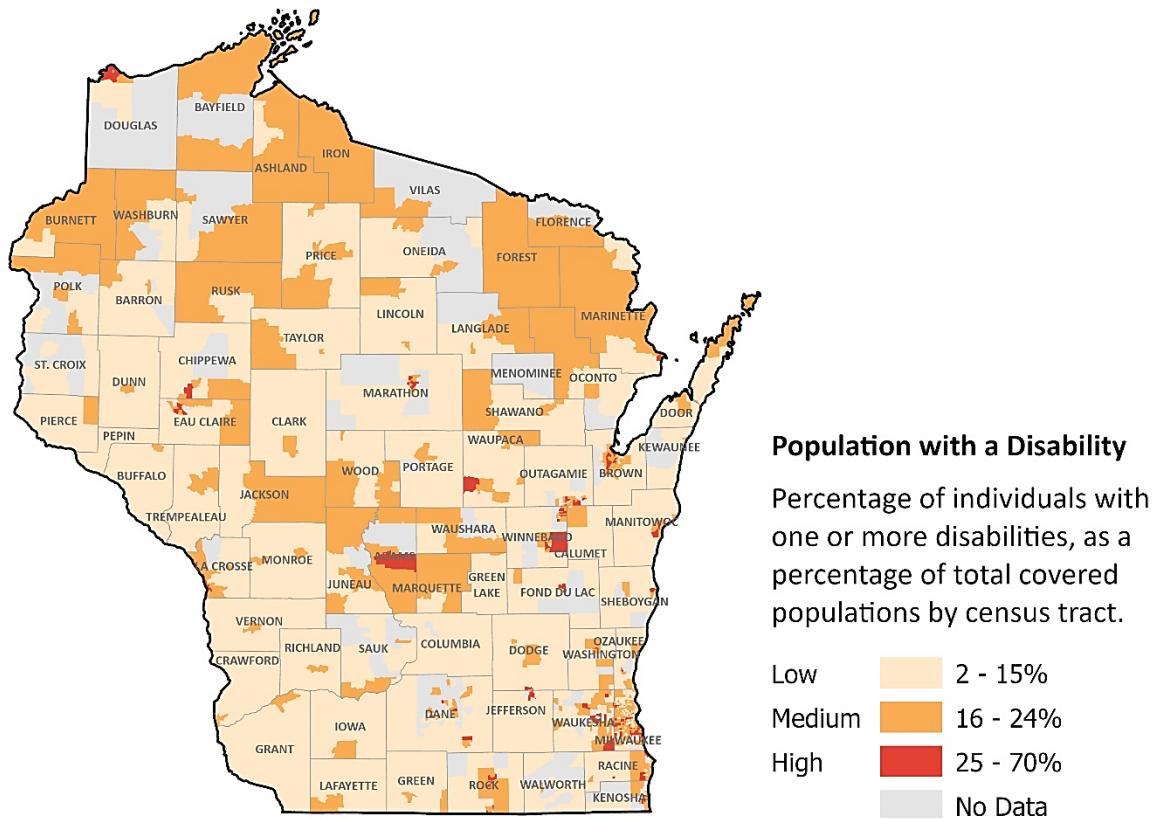 DOUGLAS
BAYFIELD
ASHLAND
IRON
VILAS
BURNETT
WASHBURN
SAWYER
FLORENCE
PRICE
ONEIDA
FOREST
POLK
BARRON
RUSK
LINCOLN
LANGLADE
MARINETTE
TAYLOR
ST. CROIX
DUNN
CHIPPEWA
MARATHON
MENOMINEE
OCONTO
PIERCE
EAU CLAIRE
CLARK
SHAWANO
DOOR
PEPIN
WAUPACA
KEWAUNEE
BUFFALO
WOOD
PORTAGE
OUTAGAMIE
BROWN
JACKSON
TREMPEALEAU
WAUSHARA
WINNEBAGO
MANITOWOC
CALUMET
LA CROSSE
MONROE
JUNEAU
ADAMS
MARQUETTE
GREEN
LAKE
FOND DU LAC
SHEBOYGAN
VERNON
RICHLAND
SAUK
COLUMBIA
DODGE
OZAUKEE
WASHINGTON
CRAWFORD
DANE
JEFFERSON
WAUKESHA
MILWAUKEE
GRANT
IOWA
RACINE
LAFAYETTE
GREEN
ROCK
WALWORTH
KENOSHA
Population with a Disability
Percentage of individuals with
one or more disabilities, as a
percentage of total covered
populations by census tract.
Low 2 - 15%
Medium 16 - 24%
High 25 - 70%
No Data